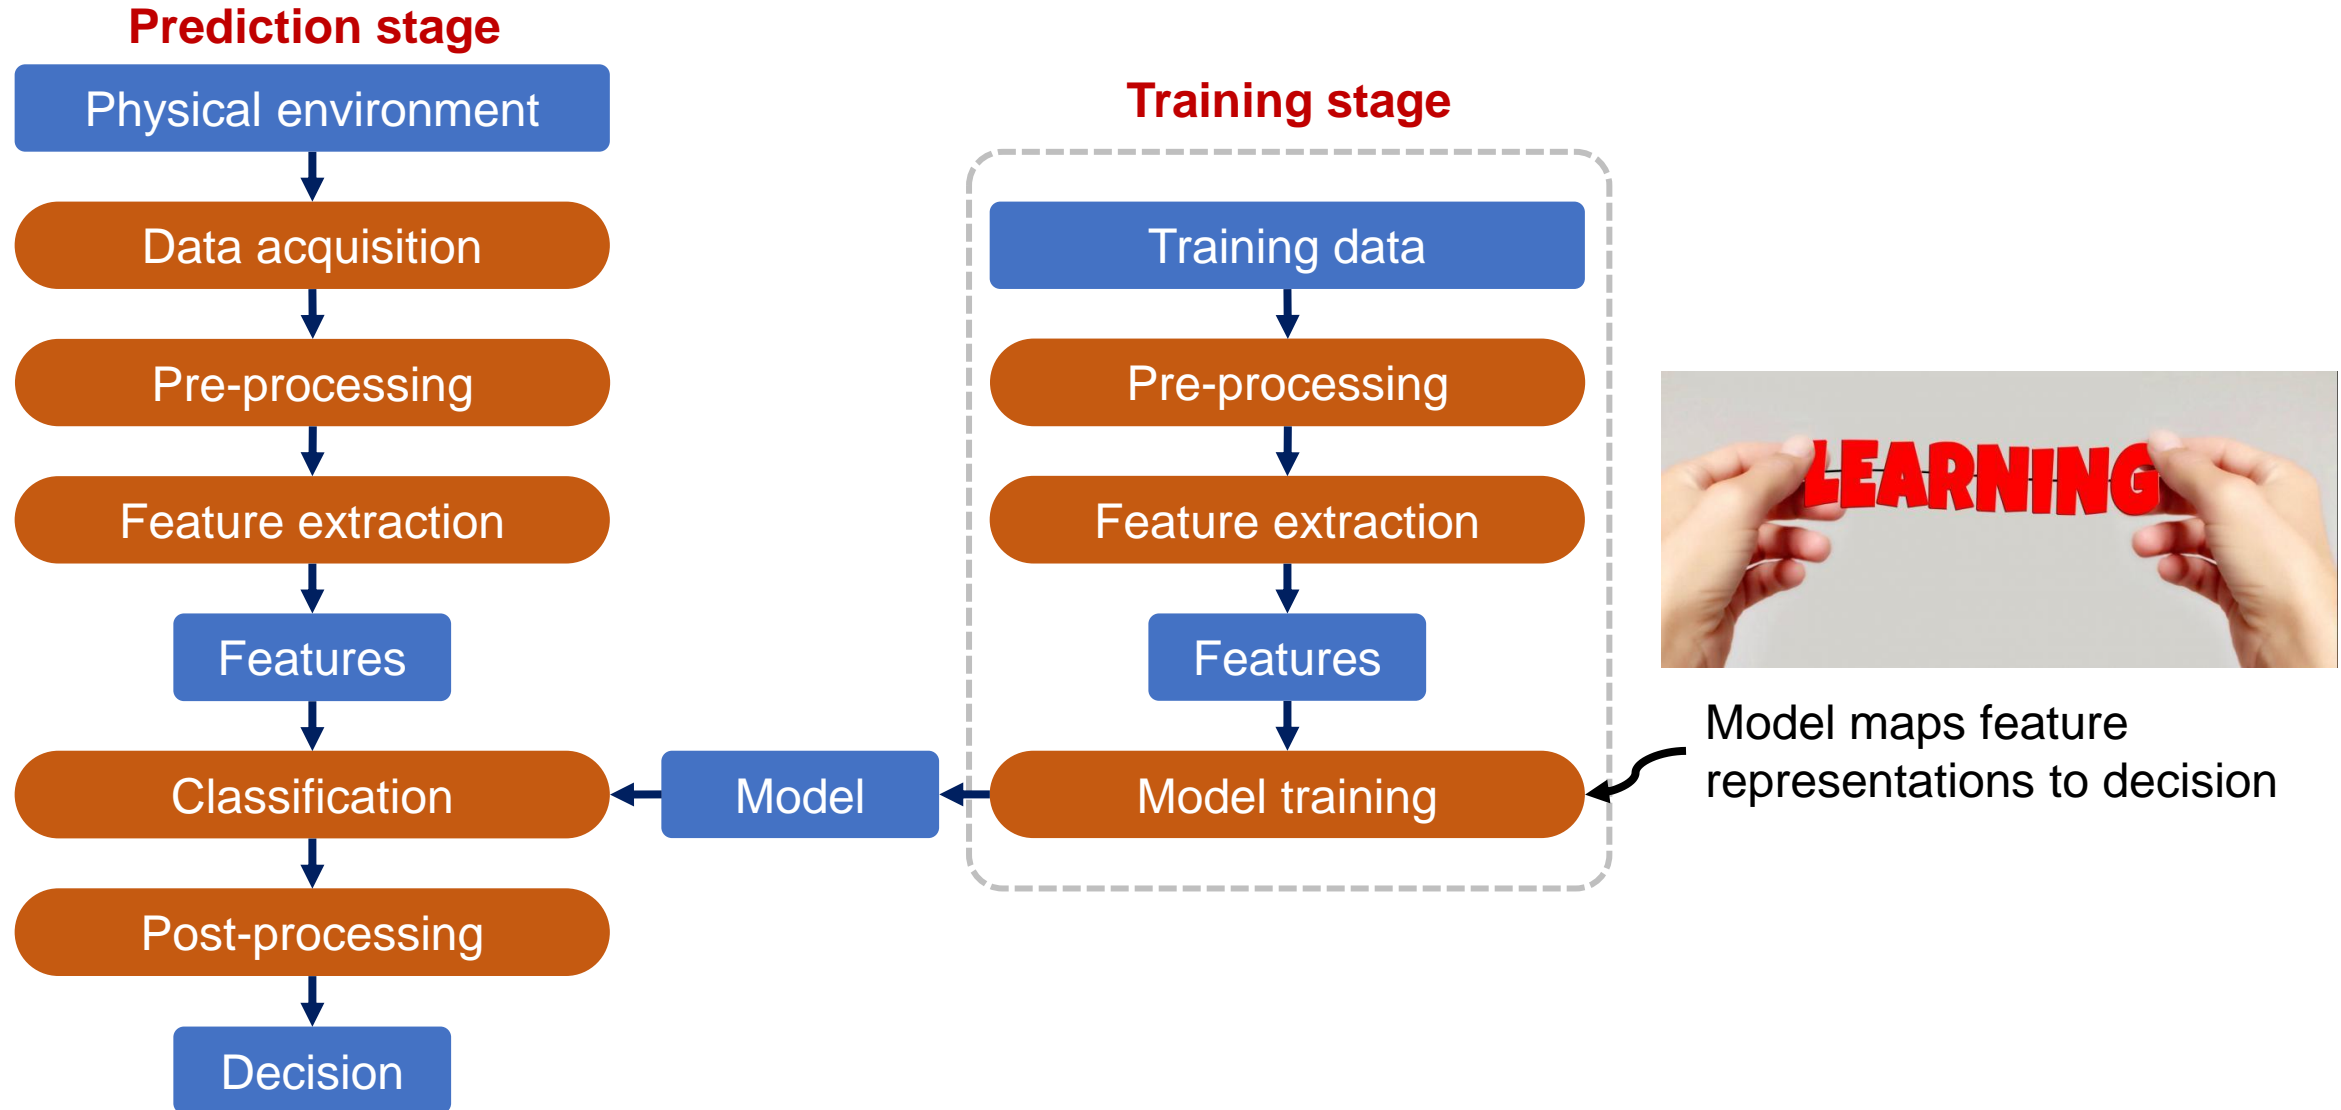 Prediction stage
Physical environment
Data acquisition
Pre-processing
Feature extraction
Features
Classification
Post-processing
Decision
Model
Training stage
Training data
Pre-processing
Feature extraction
Features
Model training
LEARNING
Model maps feature
representations to decision